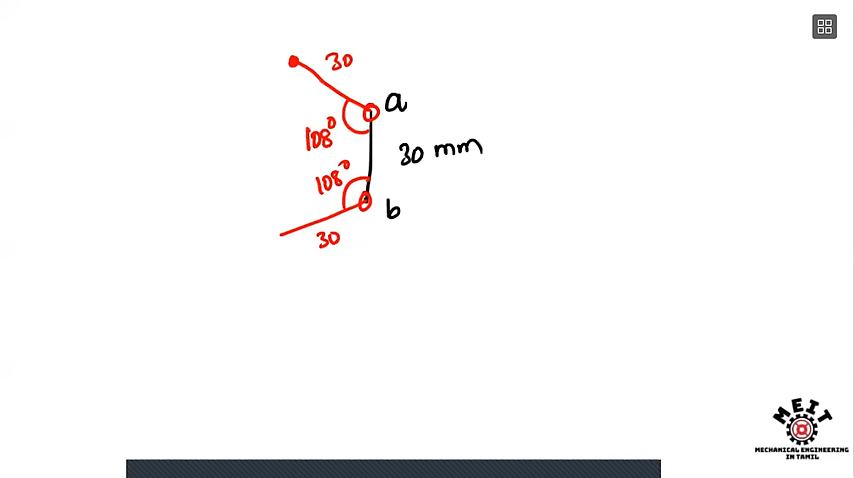 30
a
108°
30 mm
108°
b
30
MEIT
MECHANICAL ENGINEERING
IN TAMIL